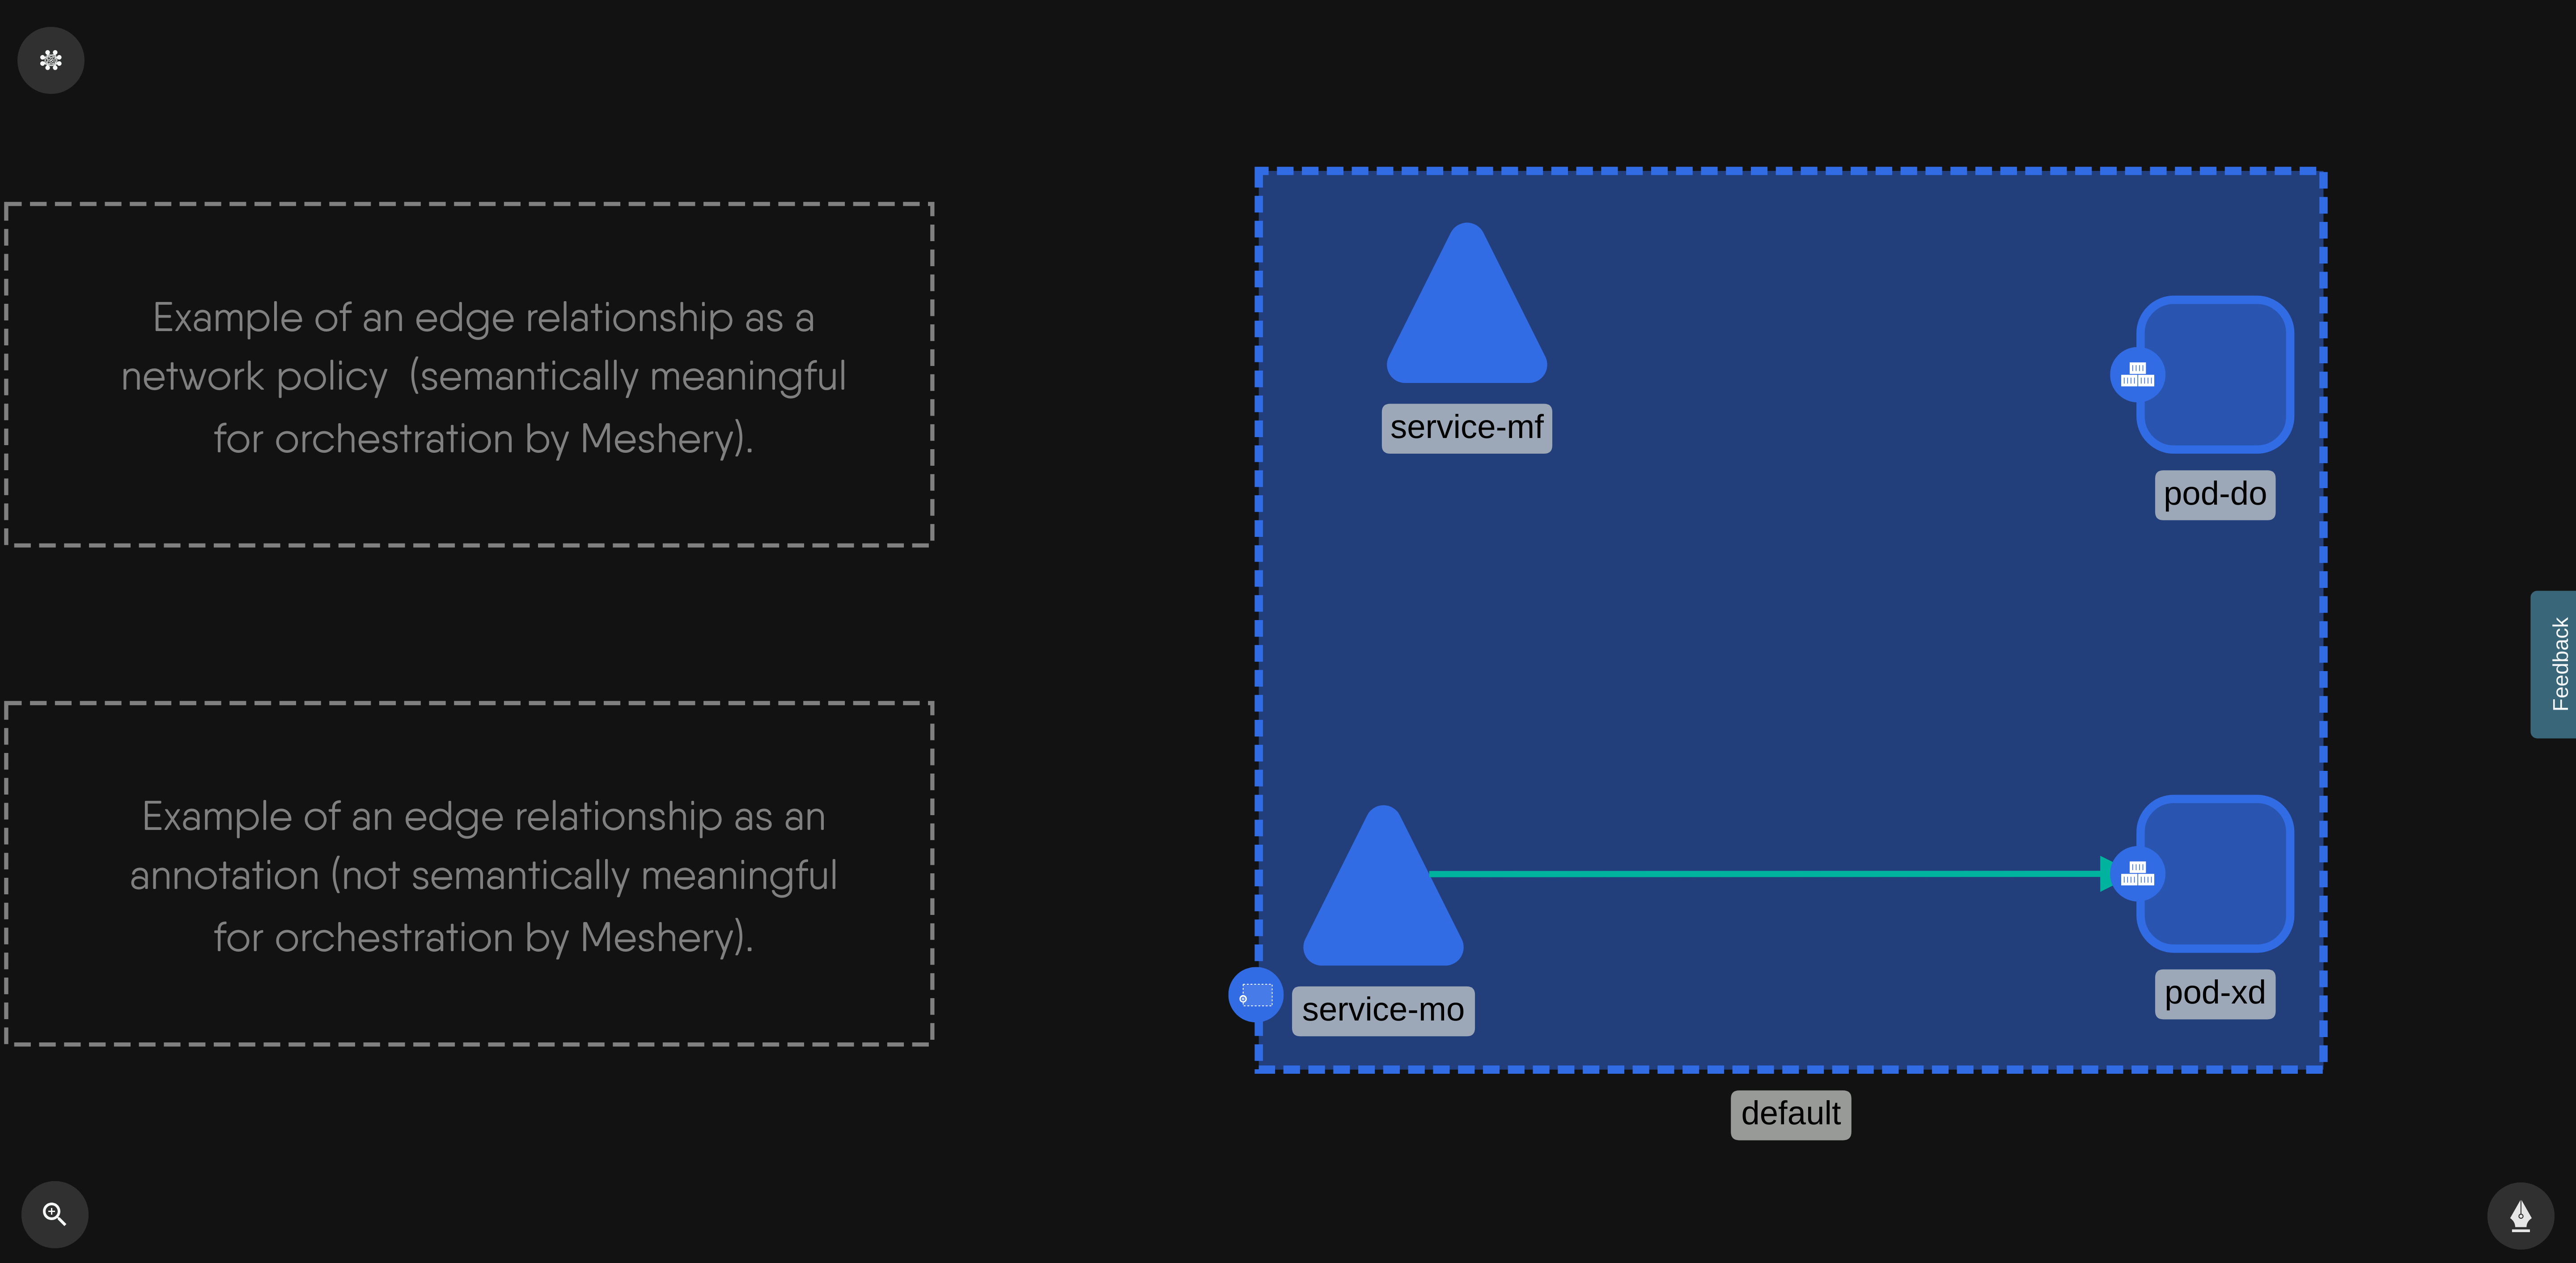 Example of an edge relationship as a
network policy  (semantically meaningful
for orchestration by Meshery).
service-mf
pod-do
Feedback
Example of an edge relationship as an
annotation (not semantically meaningful
for orchestration by Meshery).
service-mo
pod-xd
default